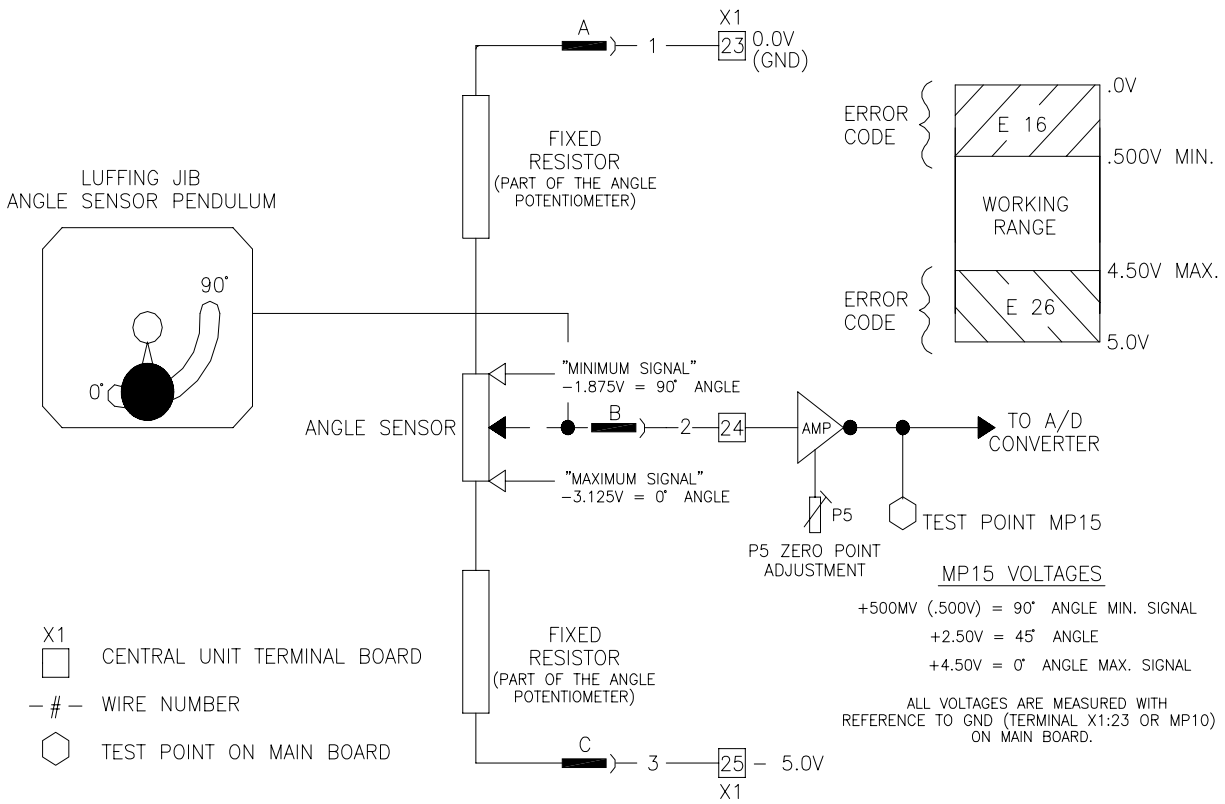 A
1
X1
23
0.0V
(GND)
FIXED
RESISTOR
(PART OF THE ANGLE
POTENTIOMETER)
LUFFING JIB
ANGLE SENSOR PENDULUM
90°
0°
ERROR
CODE
E 16
.0V
.500V MIN.
WORKING
RANGE
4.50V MAX.
ERROR
CODE
E 26
5.0V
"MINIMUM SIGNAL"
-1.875V = 90° ANGLE
ANGLE SENSOR
B
2
24
AMP
TO A/D
CONVERTER
"MAXIMUM SIGNAL"
-3.125V = 0° ANGLE
P5
P5 ZERO POINT
ADJUSTMENT
TEST POINT MP15
MP15 VOLTAGES
+500MV (.500V) = 90° ANGLE MIN. SIGNAL
+2.50V = 45° ANGLE
+4.50V = 0° ANGLE MAX. SIGNAL
ALL VOLTAGES ARE MEASURED WITH
REFERENCE TO GND (TERMINAL X1:23 OR MP10)
ON MAIN BOARD.
FIXED
RESISTOR
(PART OF THE ANGLE
POTENTIOMETER)
C
3
25
- 5.0V
X1
X1
CENTRAL UNIT TERMINAL BOARD
-#- WIRE NUMBER
TEST POINT ON MAIN BOARD